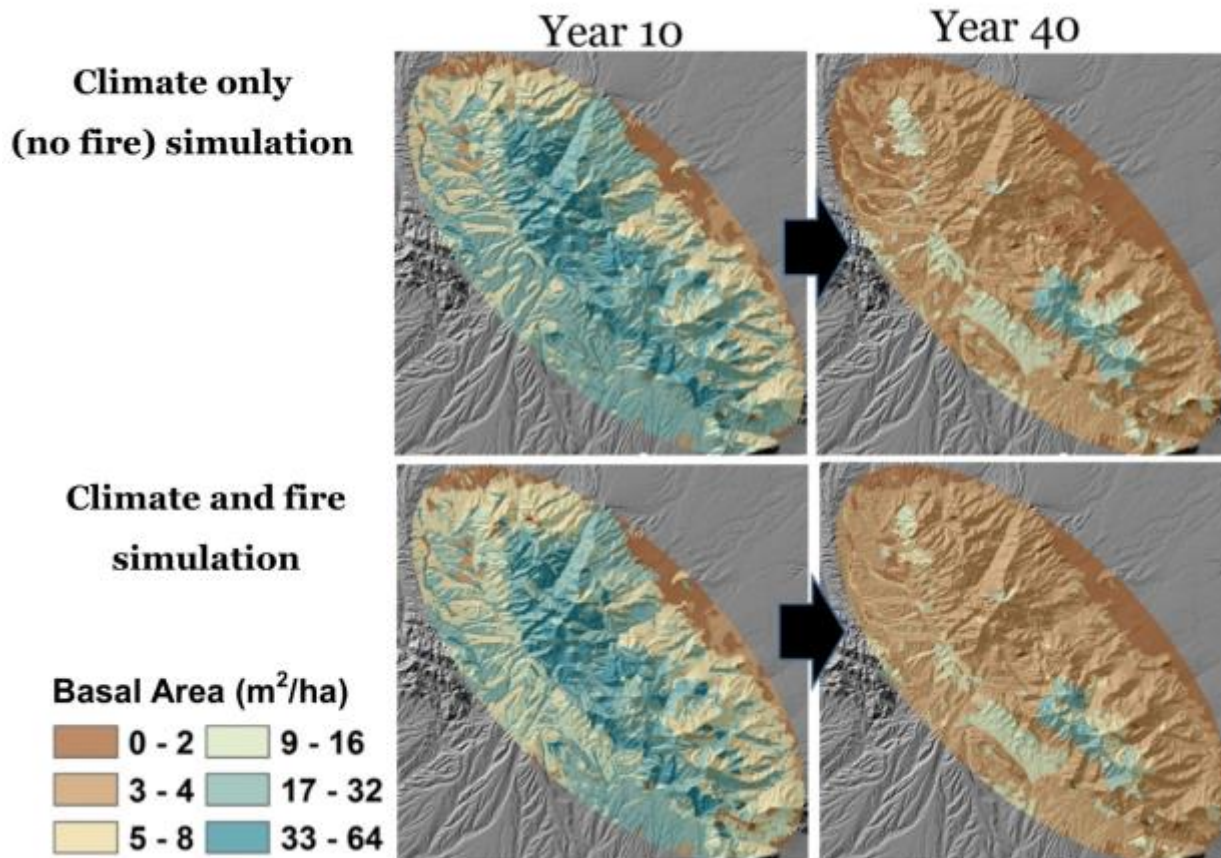 Year 10
Year 40
Climate only
(no fire) simulation
Climate and fire
simulation
Basal Area (m²/ha)
0 - 2
9 - 16
3 - 4
17 - 32
5 - 8
33 - 64